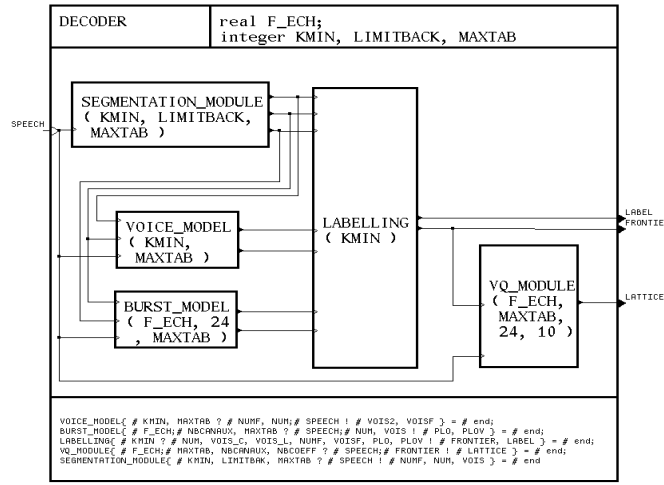 DECODER
real F_ECH;
integer KMIN, LIMITBACK, MAXTAB
SEGMENTATION_MODULE
( KMIN, LIMITBACK,
MAXTAB )
SPEECH
VOICE_MODEL
( KMIN,
MAXTAB )
LABELLING
( KMIN )
LABEL
FRONTIE
BURST_MODEL
( F_ECH, 24
, MAXTAB )
VQ_MODULE
( F_ECH,
MAXTAB,
24, 10 )
LATTICE
VOICE_MODEL{ # KMIN, MAXTAB ? # NUMF, NUM;# SPEECH ! # VOIS2, VOISF } = # end;
BURST_MODEL{ # F_ECH;# NBCANAUX, MAXTAB ? # SPEECH;# NUM, VOIS ! # PLO, PLOV } = # end;
LABELLING{ # KMIN ? # NUM, VOIS_C, VOIS_L, NUMF, VOISF, PLO, PLOV ! # FRONTIER, LABEL } = # end;
VQ_MODULE{ # F_ECH;# MAXTAB, NBCANAUX, NBCOEFF ? # SPEECH;# FRONTIER ! # LATTICE } = # end;
SEGMENTATION_MODULE{ # KMIN, LIMITBAK, MAXTAB ? # SPEECH ! # NUMF, NUM, VOIS } = # end